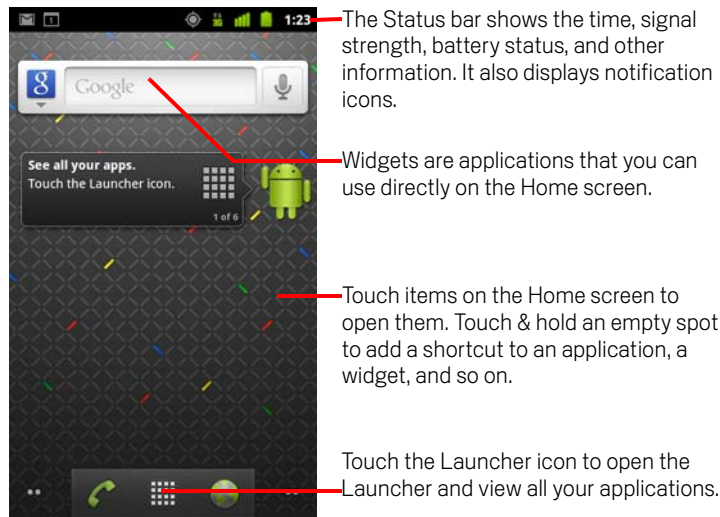 1
3G
1:23
8
Google
See all your apps.
Touch the Launcher icon.
1 of 6
The Status bar shows the time, signal
strength, battery status, and other
information. It also displays notification
icons.
Widgets are applications that you can
use directly on the Home screen.
Touch items on the Home screen to
open them. Touch & hold an empty spot
to add a shortcut to an application, a
widget, and so on.
Touch the Launcher icon to open the
Launcher and view all your applications.